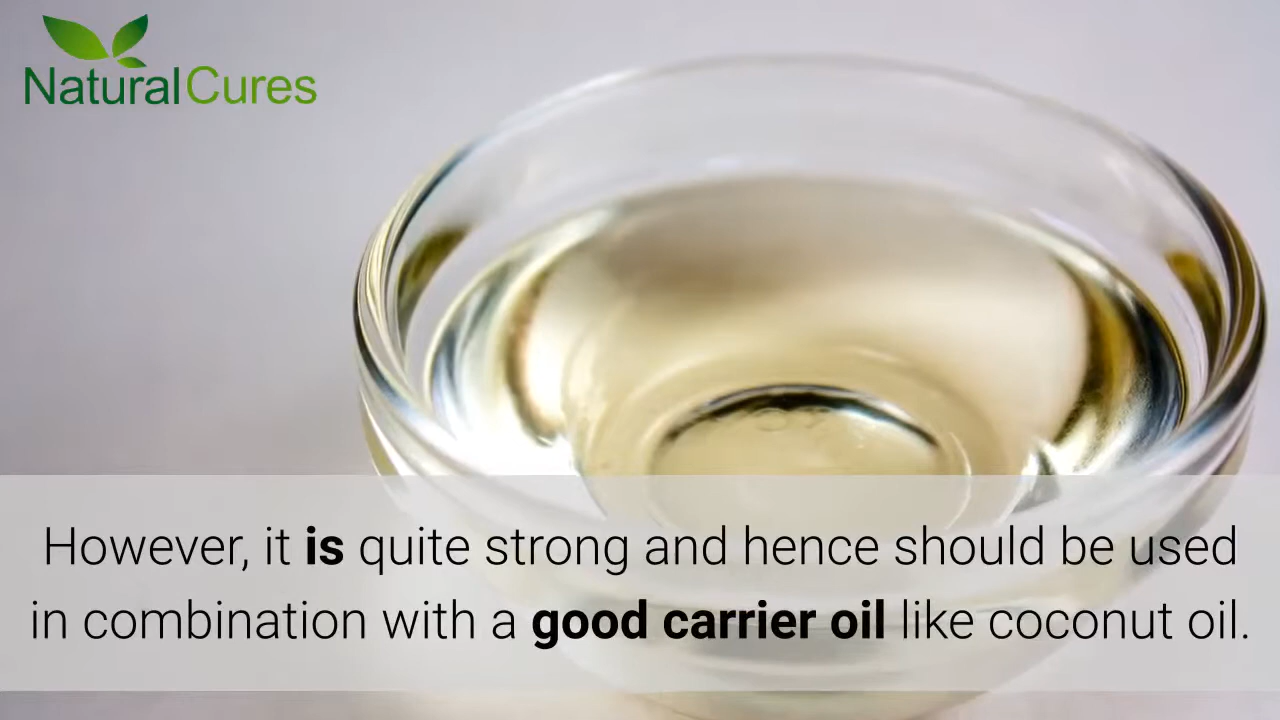 NaturalCures
However, it is quite strong and hence should be used
in combination with a good carrier oil like coconut oil.